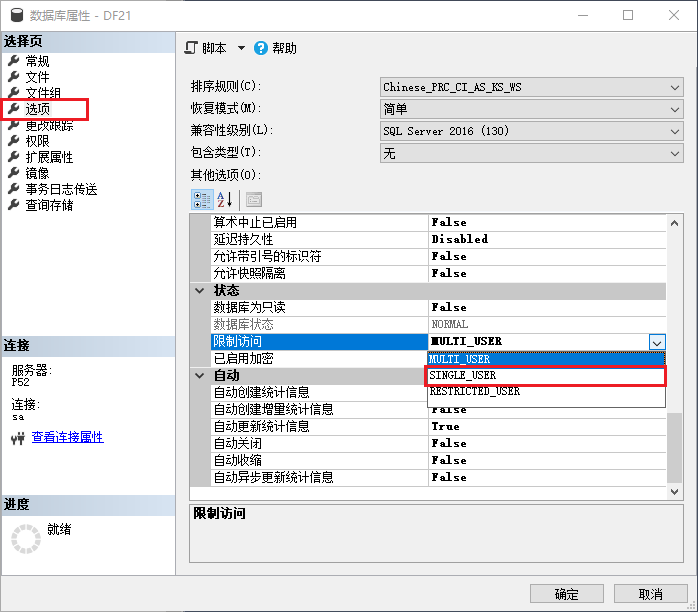 数据库属性 - DF21
选择页
常规
文件
文件组
选项
更改跟踪
权限
扩展属性
镜像
事务日志传送
查询存储
连接
服务器:
P52
连接:
sa
查看连接属性
进度
就绪
脚本 帮助
排序规则(C): Chinese_PRC_CI_AS_KS_WS
恢复模式(M): 简单
兼容性级别(L): SQL Server 2016 (130)
包含类型(T): 无
其他选项(O):
算术中止已启用 False
延迟持久性 Disabled
允许带引号的标识符 False
允许快照隔离 False
状态
数据库为只读 False
数据库状态 NORMAL
限制访问 MULTI_USER
已启用加密 MULTI_USER
自动 SINGLE_USER
自动创建统计信息 RESTRICTED_USER
自动创建增量统计信息 False
自动更新统计信息 True
自动关闭 False
自动收缩 False
自动异步更新统计信息 False
限制访问
确定 取消